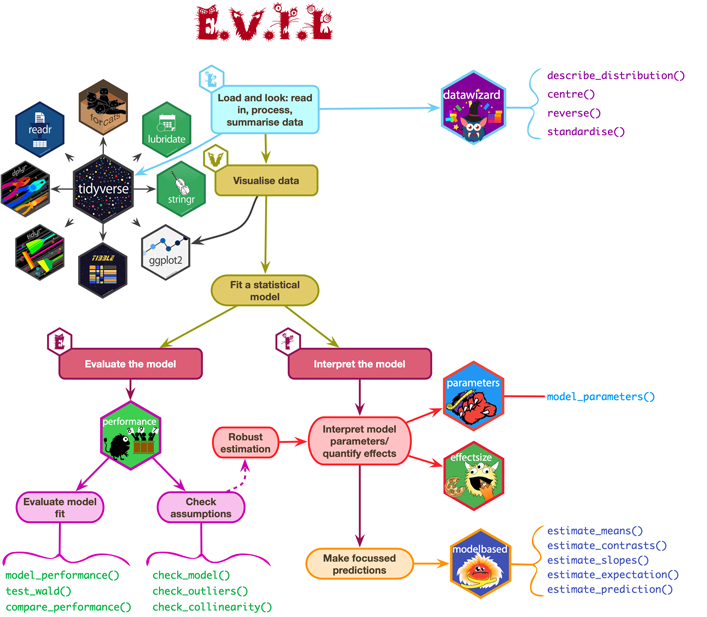 E.V.I.L
L
Load and look: read
in, process,
summarise data
datawizard
describe_distribution()
centre()
reverse()
standardise()
readr
forcats
lubridate
V
Visualise data
dplyr
tidyverse
stringr
tidyr
TIBBLE
ggplot2
Fit a statistical
model
E
Evaluate the model
I
Interpret the model
performance
parameters
model_parameters()
Robust
estimation
Interpret model
parameters/
quantify effects
effectsize
Evaluate model
fit
Check
assumptions
model_performance()
test_wald()
compare_performance()
check_model()
check_outliers()
check_collinearity()
Make focussed
predictions
modelbased
estimate_means()
estimate_contrasts()
estimate_slopes()
estimate_expectation()
estimate_prediction()